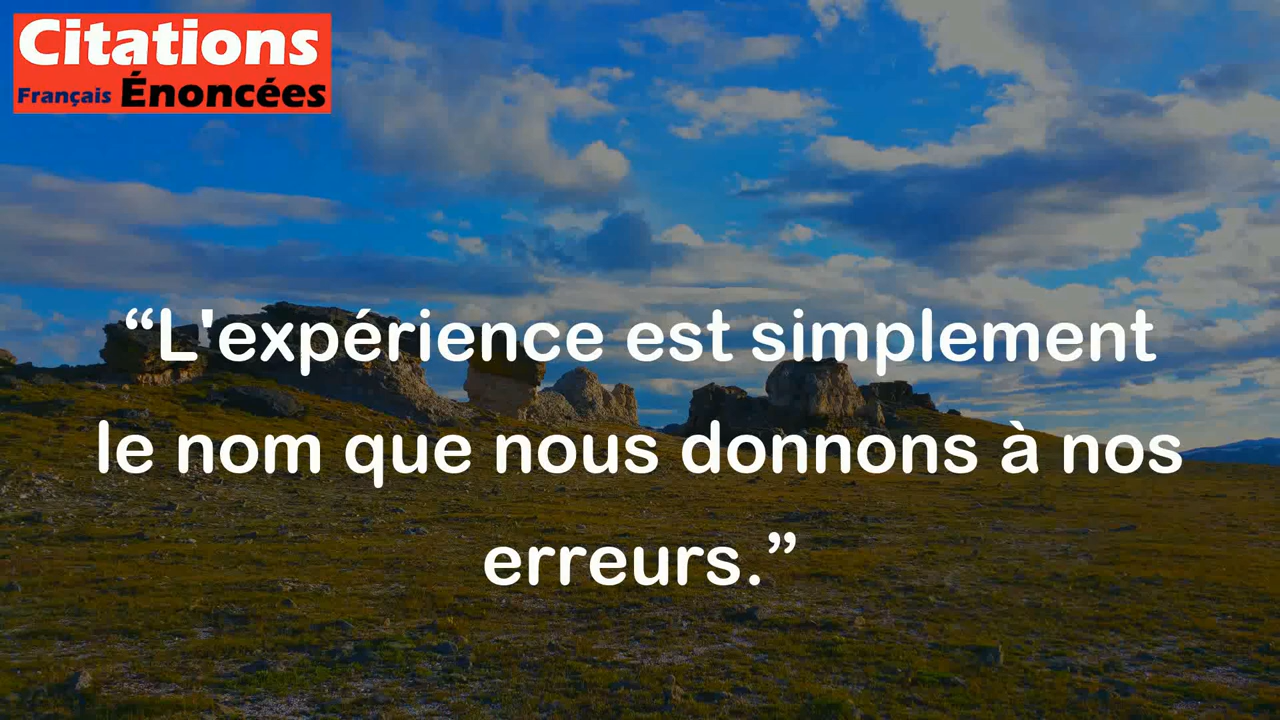 Citations
Français Énoncées
“L'expérience est simplement
le nom que nous donnons à nos
erreurs.”